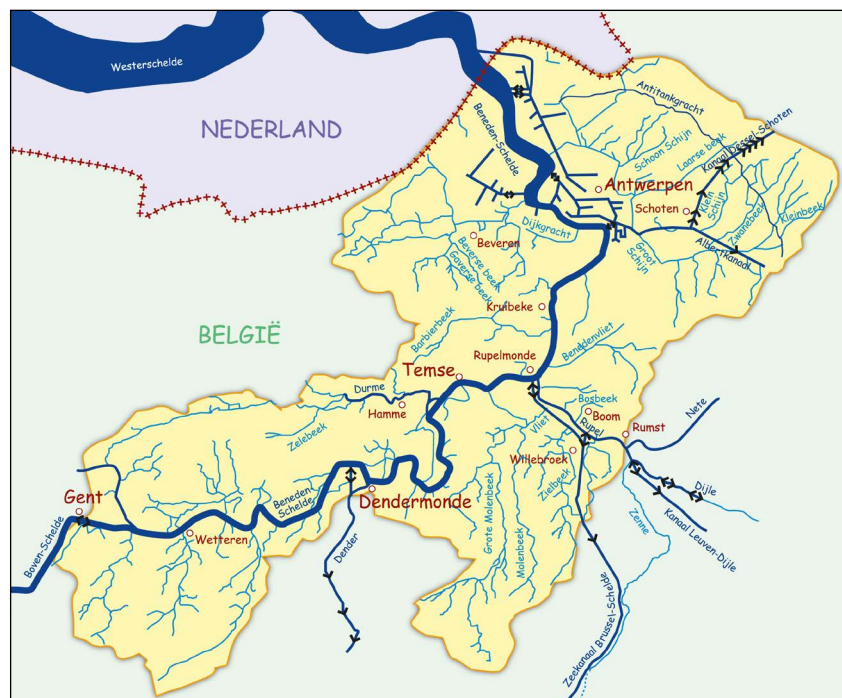 Westerschelde
NEDERLAND
Beneden-Schelde
Antitankgracht
Schoon Schijn
Laarse beek
Kanaal Dessel-Schoten
Antwerpen
Schoten
Klein
Schijn
Zwanebeek
Kleinbeek
Dijkgracht
Beveren
Beverse beek
Gaverse beek
Groot
Schijn
Albertkanaal
Kruibeke
BELGIË
Barbierbeek
Benedenvliet
Rupelmonde
Temse
Durme
Hamme
Bosbeek
Boom
Nete
Vliet
Rupel
Rumst
Zelebeek
Willebroek
Zielbeek
Dijle
Gent
Beneden-
Schelde
Dendermonde
Grote Molenbeek
Zenne
Kanaal Leuven-Dijle
Boven-Schelde
Wetteren
Dender
Molenbeek
Zeekanaal Brussel-Schelde